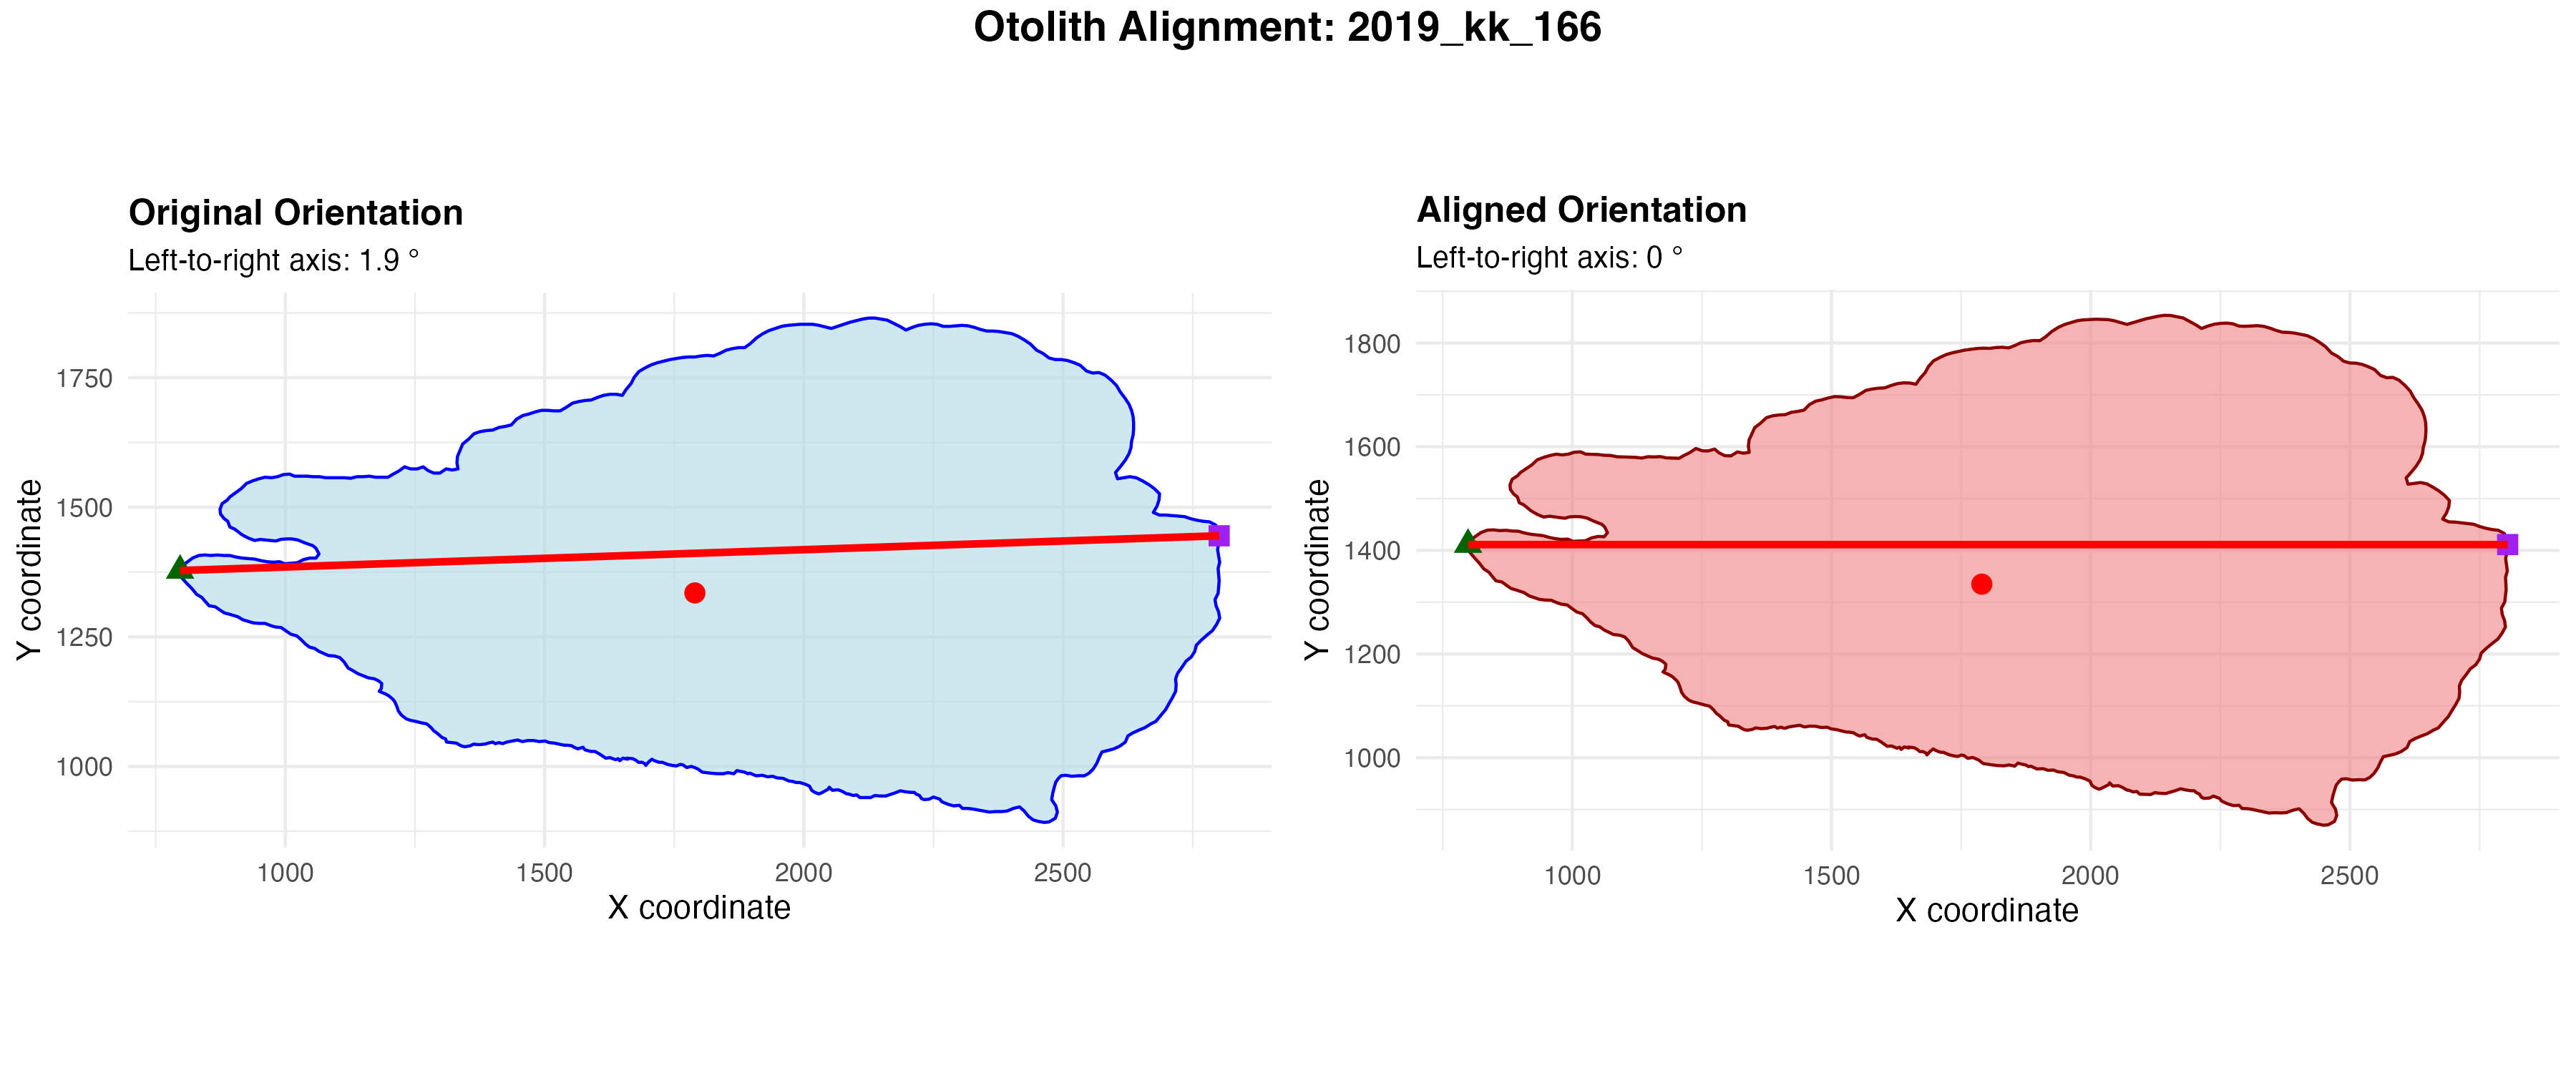 Otolith Alignment: 2019_kk_166
Original Orientation
Left-to-right axis: 1.9 °
1750
1500
1250
1000
Y coordinate
1000 1500 2000 2500
X coordinate
Aligned Orientation
Left-to-right axis: 0 °
1800
1600
1400
1200
1000
Y coordinate
1000 1500 2000 2500
X coordinate